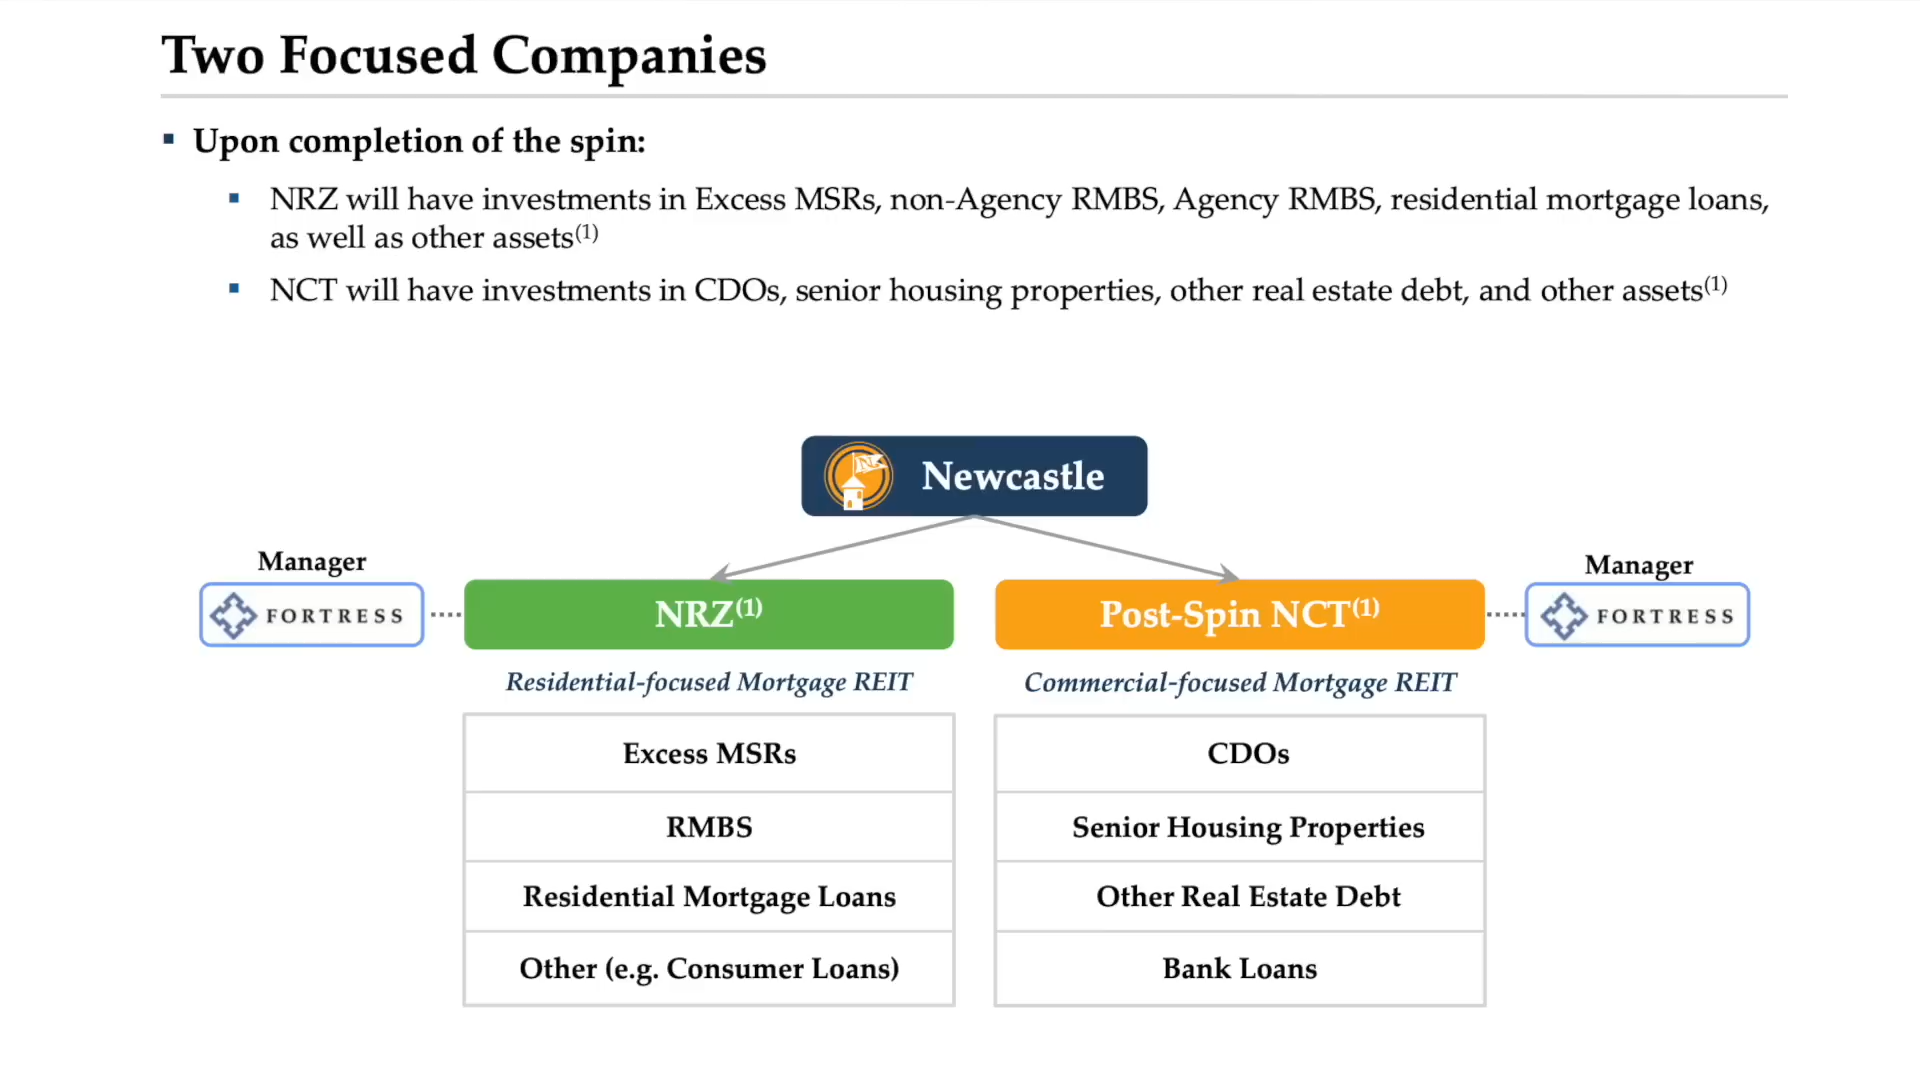 Two Focused Companies
▪ Upon completion of the spin:
▪ NRZ will have investments in Excess MSRs, non-Agency RMBS, Agency RMBS, residential mortgage loans,
as well as other assets(1)
▪ NCT will have investments in CDOs, senior housing properties, other real estate debt, and other assets(1)
Newcastle
Manager
Manager
FORTRESS
NRZ(1)
Post-Spin NCT(1)
FORTRESS
Residential-focused Mortgage REIT
Commercial-focused Mortgage REIT
Excess MSRs
CDOs
RMBS
Senior Housing Properties
Residential Mortgage Loans
Other Real Estate Debt
Other (e.g. Consumer Loans)
Bank Loans